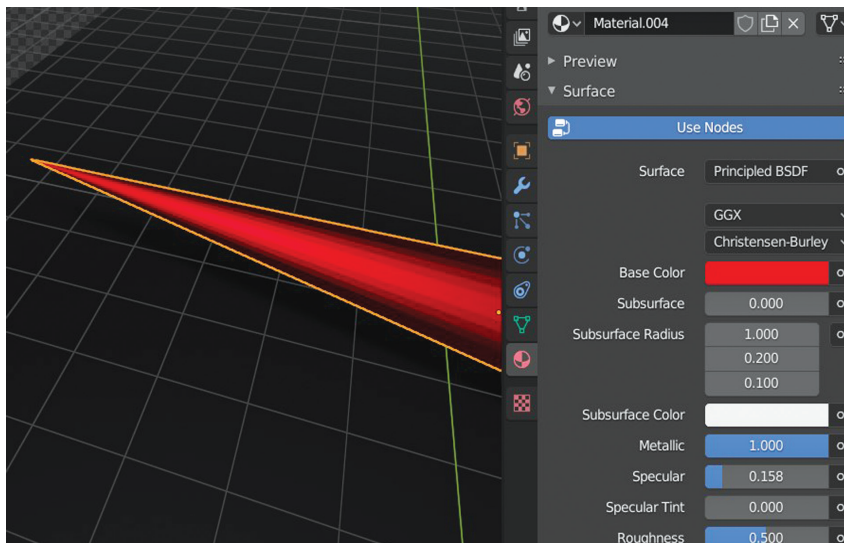 Material.004
Preview
Surface
Use Nodes
Surface Principled BSDF
GGX
Christensen-Burley
Base Color
Subsurface 0.000
Subsurface Radius 1.000
0.200
0.100
Subsurface Color
Metallic 1.000
Specular 0.158
Specular Tint 0.000
Roughness 0.500